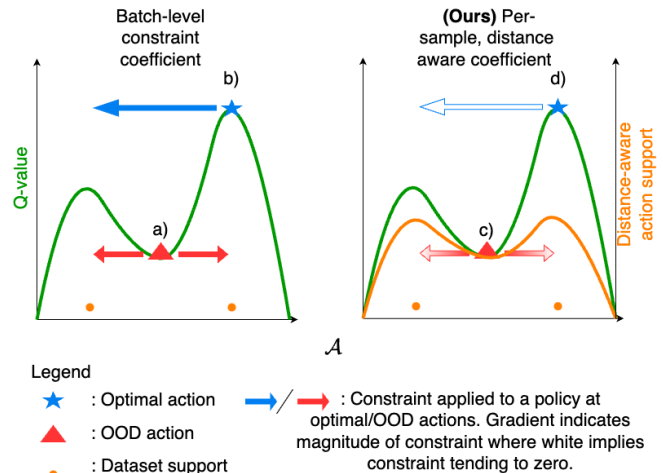 Batch-level
constraint
coefficient
b)
a)
Q-value
(Ours) Per-
sample, distance
aware coefficient
d)
c)
Distance-aware
action support
𝒜
Legend
: Optimal action
: OOD action
: Dataset support
/ : Constraint applied to a policy at
optimal/OOD actions. Gradient indicates
magnitude of constraint where white implies
constraint tending to zero.